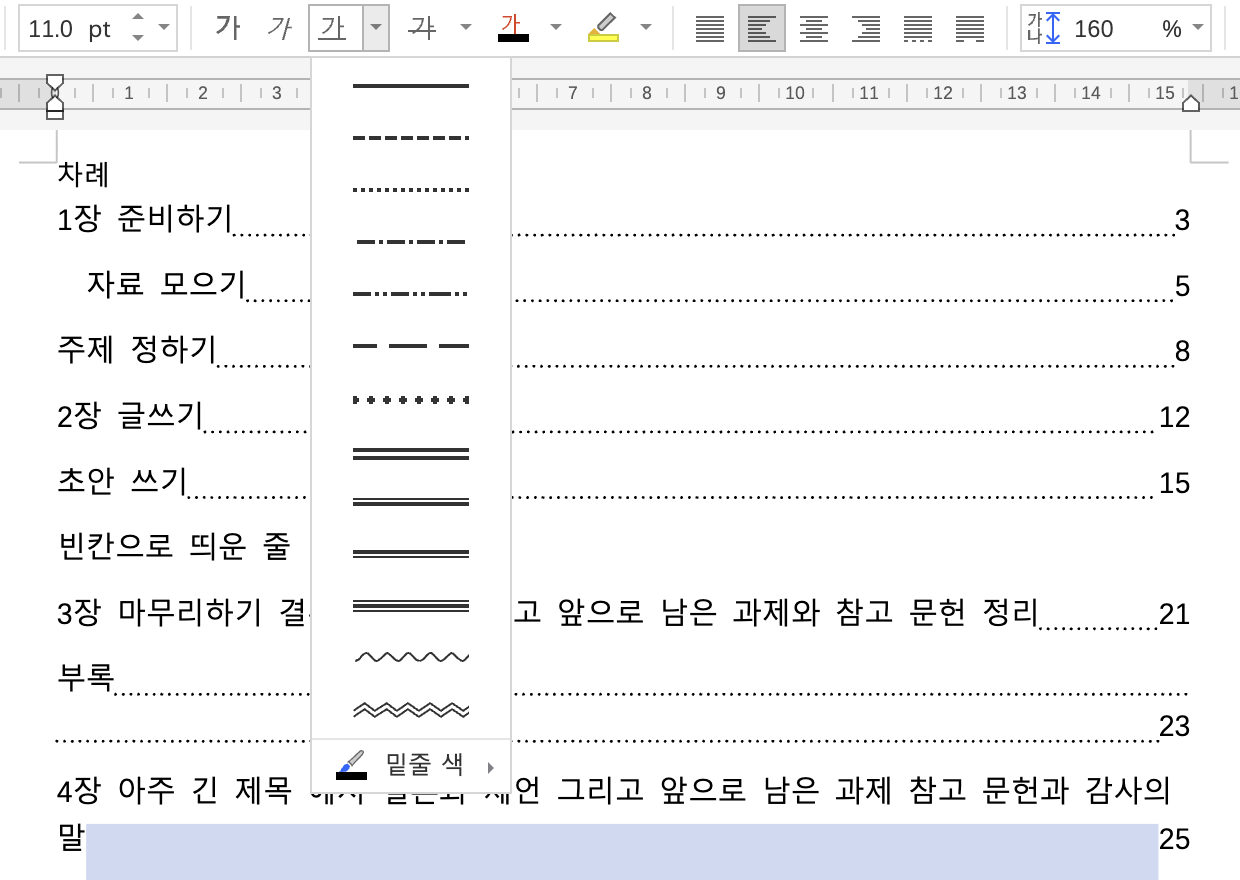 11.0 pt 가 가 가 가 가 가나 160 %
1 2 3 7 8 9 10 11 12 13 14 15
차례
1장 준비하기 3
자료 모으기 5
주제 정하기 8
2장 글쓰기 12
초안 쓰기 15
빈칸으로 띄운 줄
3장 마무리하기 고 앞으로 남은 과제와 참고 문헌 정리 21
부록
23
밑줄 색
4장 아주 긴 제목 그리고 앞으로 남은 과제 참고 문헌과 감사의
말 25